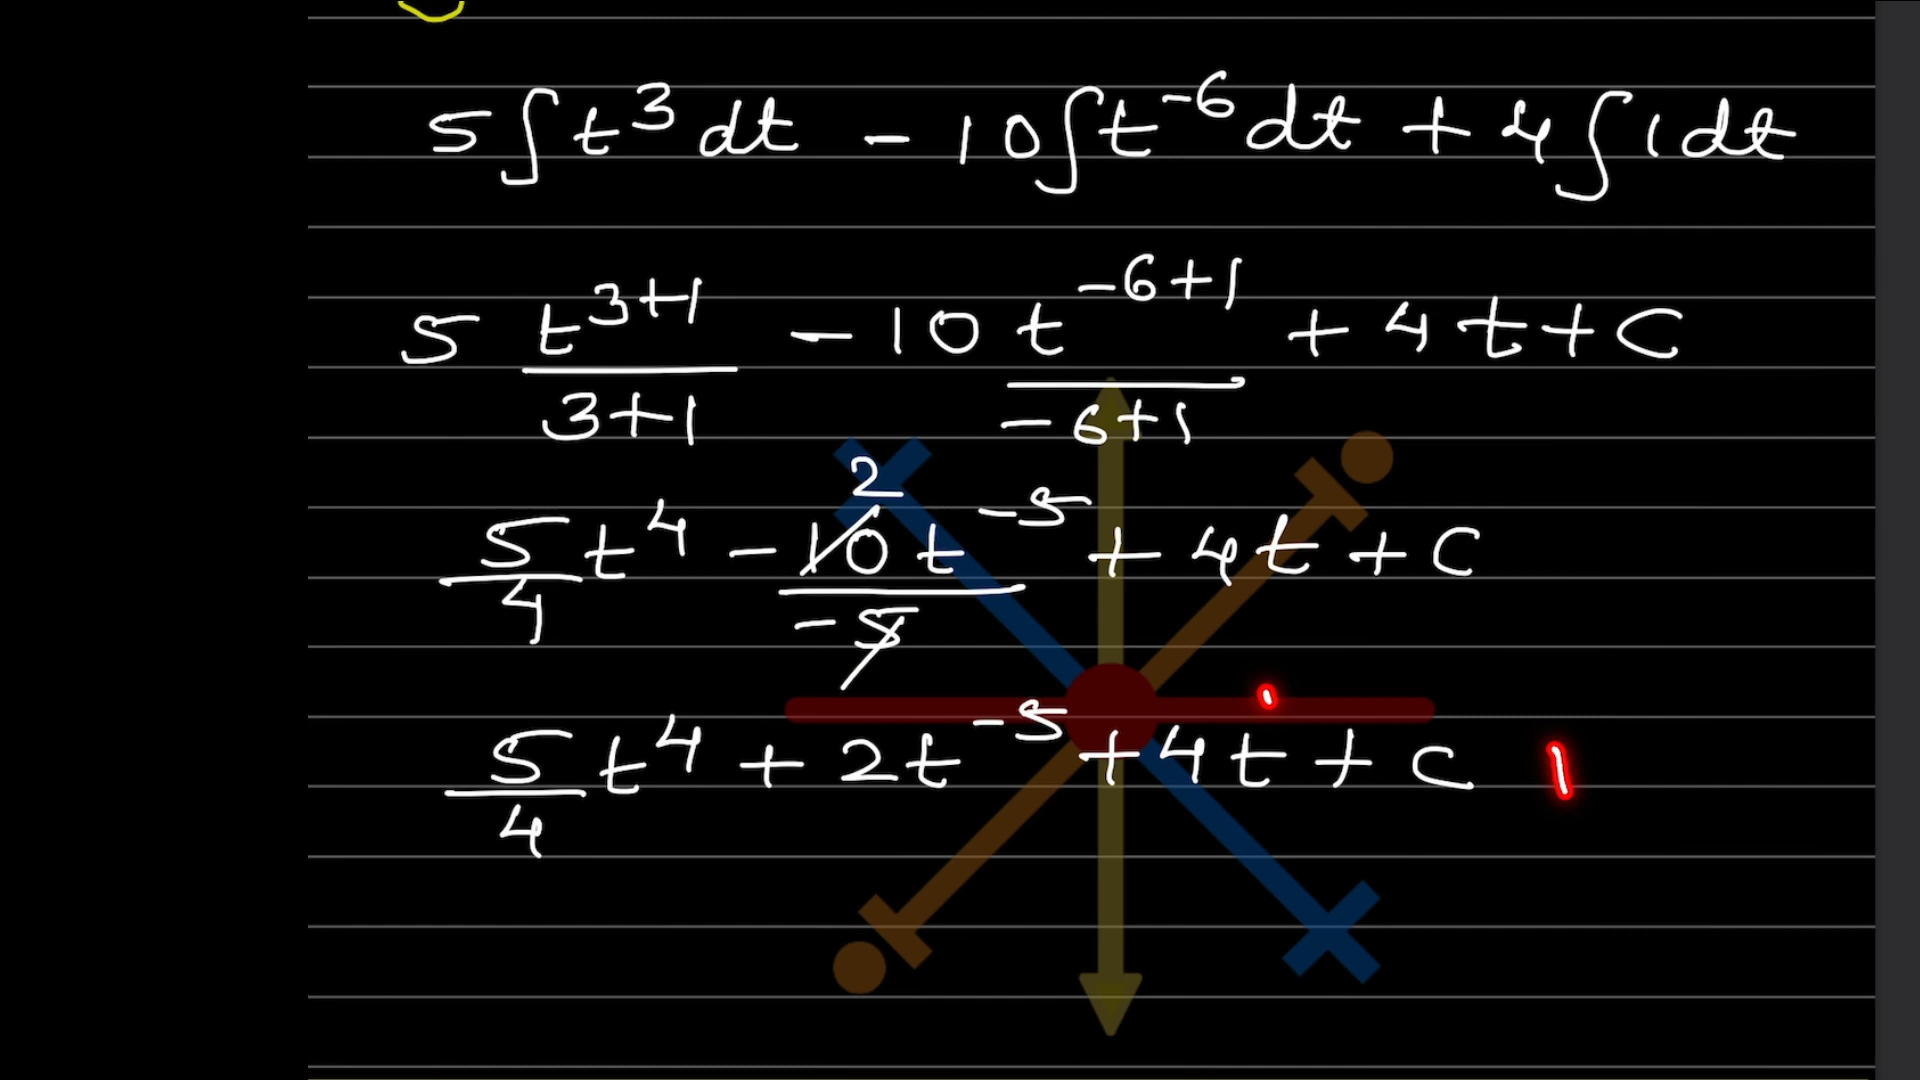 5∫t³dt − 10∫t⁻⁶dt + 4∫1dt
5 t³⁺¹/3+1 − 10 t⁻⁶⁺¹/−6+1 + 4t + C
2
5/4 t⁴ − 10t⁻⁵/−5 + 4t + C
5/4 t⁴ + 2t⁻⁵ + 4t + C